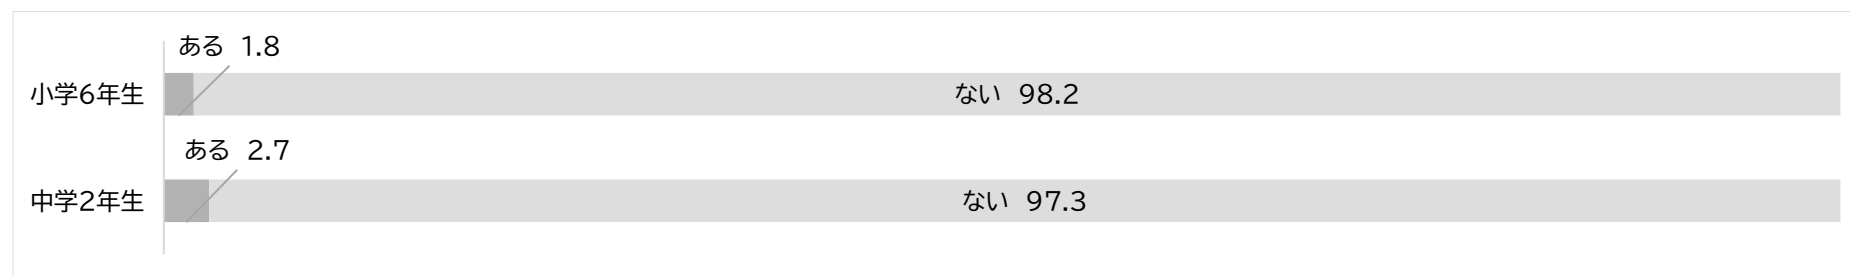 ある 1.8
小学6年生 ない 98.2
ある 2.7
中学2年生 ない 97.3